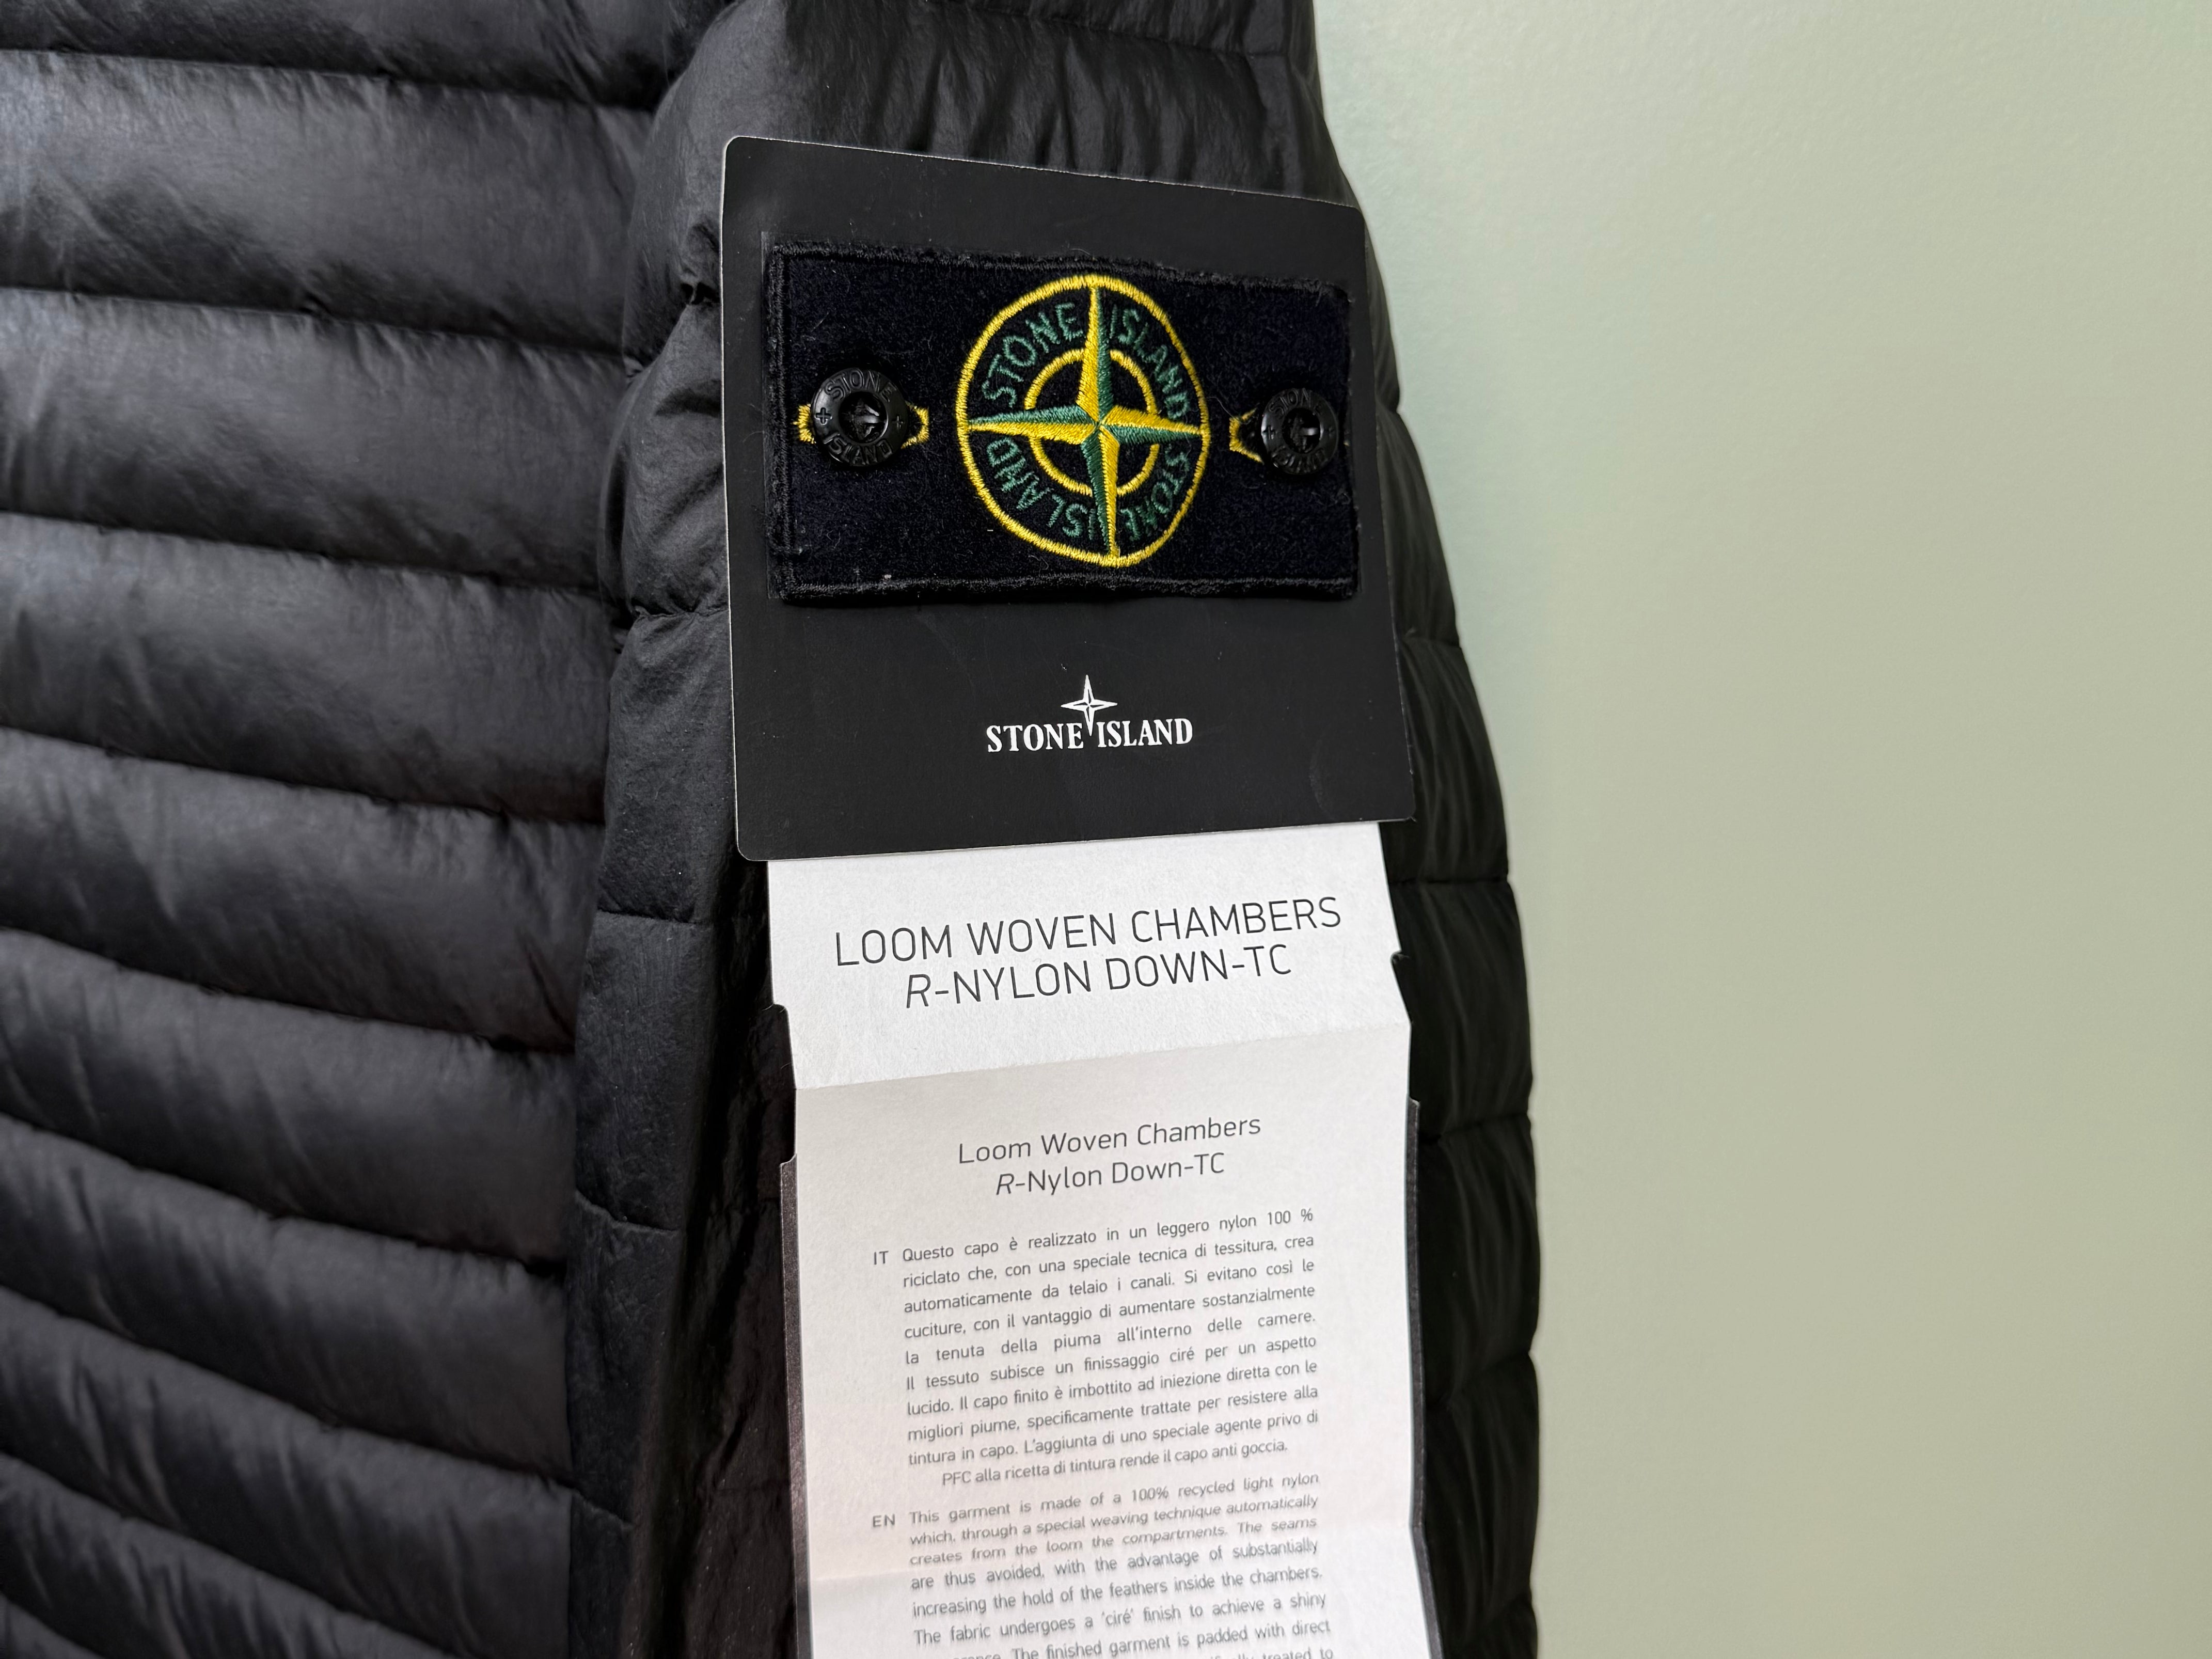 STONE ISLAND
STONE ISLAND
STONE
ISLAND
STONE
ISLAND
STONE ISLAND
LOOM WOVEN CHAMBERS
R-NYLON DOWN-TC
Loom Woven Chambers
R-Nylon Down-TC
IT Questo capo è realizzato in un leggero nylon 100 %
riciclato che, con una speciale tecnica di tessitura, crea
automaticamente da telaio i canali. Si evitano così le
cuciture, con il vantaggio di aumentare sostanzialmente
la tenuta della piuma all'interno delle camere.
Il tessuto subisce un finissaggio ciré per un aspetto
lucido. Il capo finito è imbottito ad iniezione diretta con le
migliori piume, specificamente trattate per resistere alla
tintura in capo. L'aggiunta di uno speciale agente privo di
PFC alla ricetta di tintura rende il capo anti goccia.
EN This garment is made of a 100% recycled light nylon
which, through a special weaving technique automatically
creates from the loom the compartments. The seams
are thus avoided, with the advantage of substantially
increasing the hold of the feathers inside the chambers.
The fabric undergoes a 'ciré' finish to achieve a shiny
The finished garment is padded with direct
treated to